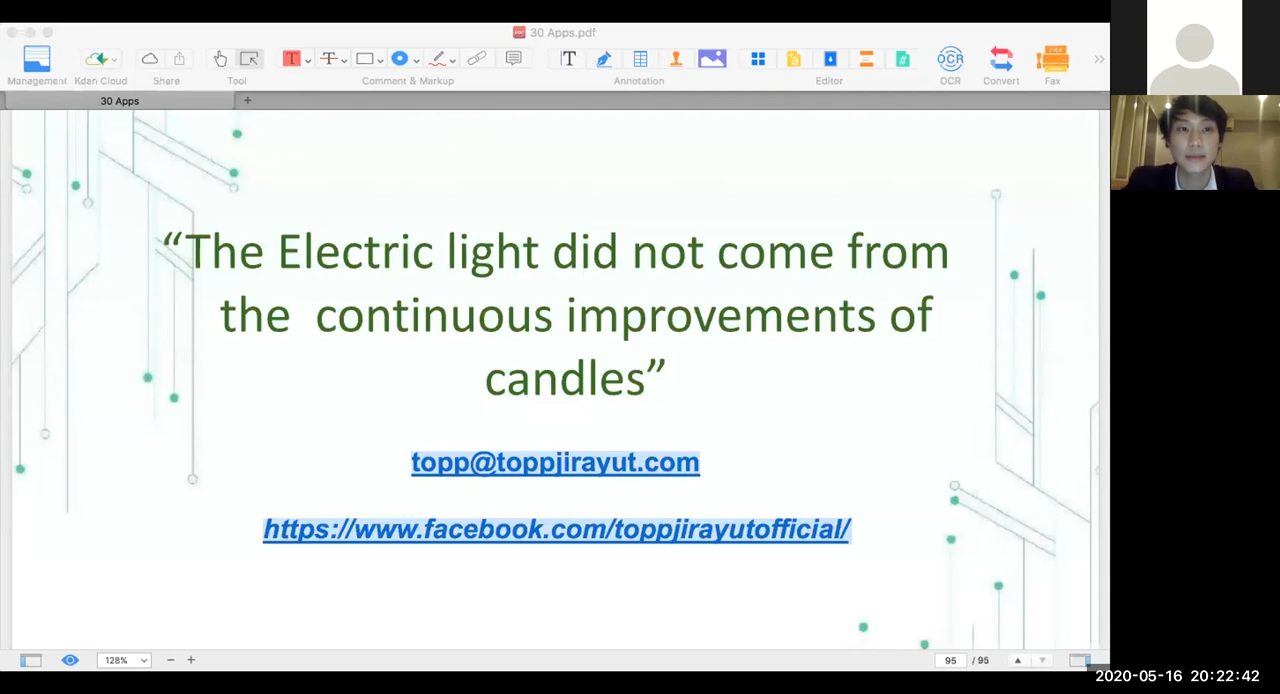 30 Apps.pdf
Management Kdan Cloud Share Tool Comment & Markup Annotation Editor OCR Convert Fax
30 Apps
“The Electric light did not come from
the continuous improvements of
candles”
topp@toppjirayut.com
https://www.facebook.com/toppjirayutofficial/
128% 95 / 95
2020-05-16 20:22:42